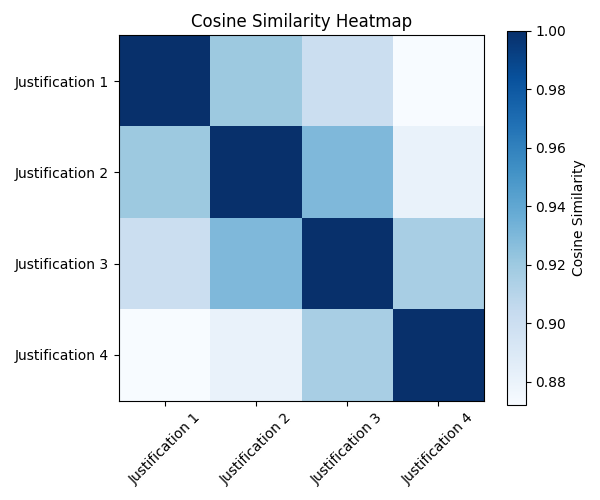 Cosine Similarity Heatmap
Justification 1
Justification 2
Justification 3
Justification 4
Justification 1
Justification 2
Justification 3
Justification 4
1.00
0.98
0.96
0.94
0.92
0.90
0.88
Cosine Similarity